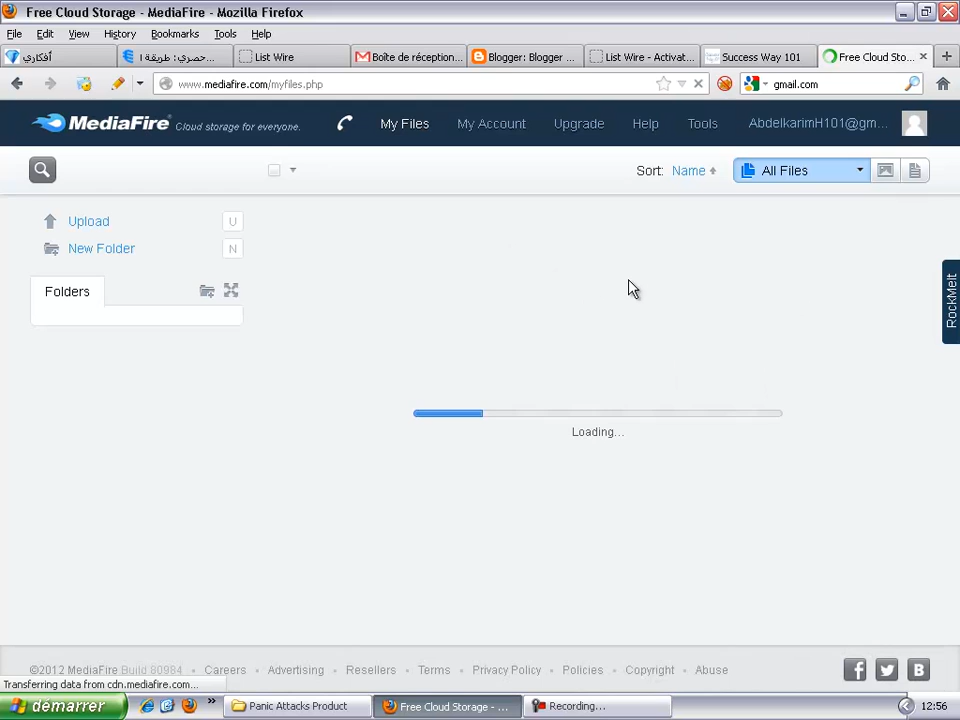 Free Cloud Storage - MediaFire - Mozilla Firefox
File Edit View History Bookmarks Tools Help
أفكاري
حصري: طريقة ا...
List Wire
Boîte de réception...
Blogger: Blogger ...
List Wire - Activat...
Success Way 101
Free Cloud Sto...
www.mediafire.com/myfiles.php
gmail.com
MediaFire Cloud storage for everyone.
My Files My Account Upgrade Help Tools AbdelkarimH101@gm...
Sort: Name All Files
Upload U
New Folder N
Folders
RockMelt
Loading...
©2012 MediaFire Build 80984 • Careers • Advertising • Resellers • Terms • Privacy Policy • Policies • Copyright • Abuse
Transferring data from cdn.mediafire.com...
démarrer
Panic Attacks Product
Free Cloud Storage - ...
Recording...
12:56